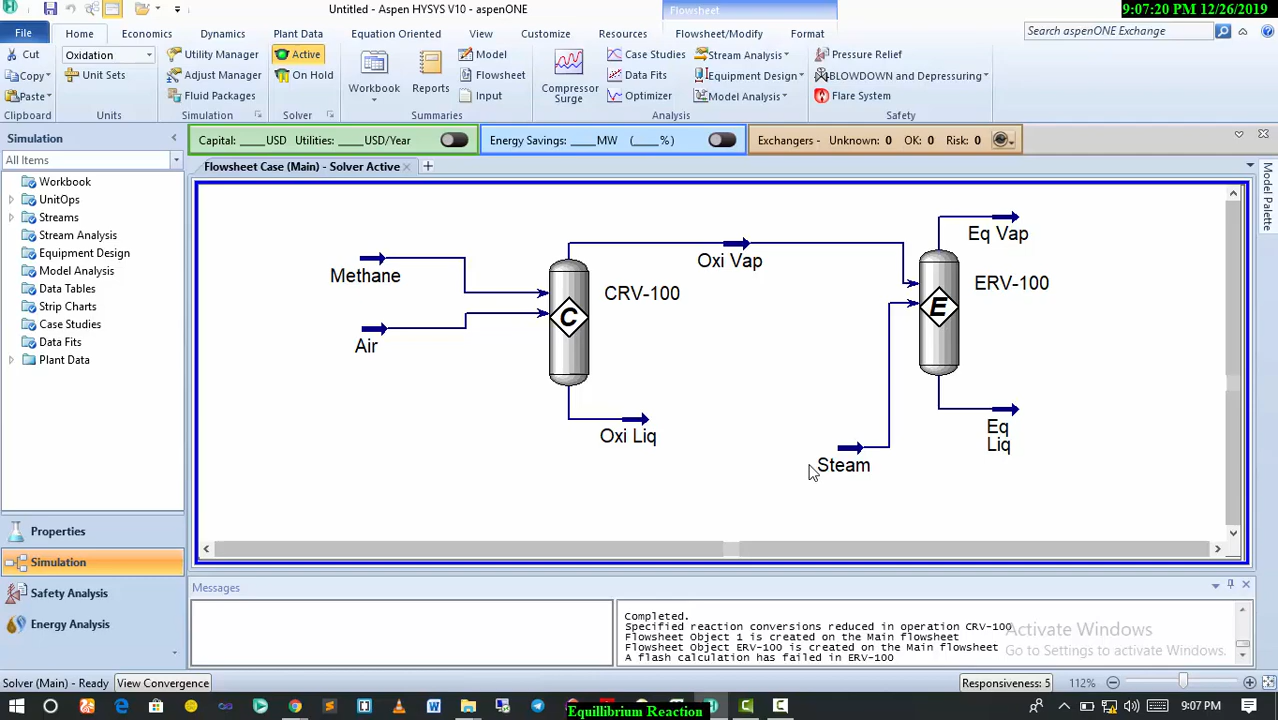 Untitled - Aspen HYSYS V10 - aspenONE
Flowsheet
9:07:20 PM 12/26/2019
File
Home
Economics
Dynamics
Plant Data
Equation Oriented
View
Customize
Resources
Flowsheet/Modify
Format
Search aspenONE Exchange
Cut
Copy
Paste
Clipboard
Oxidation
Unit Sets
Units
Utility Manager
Adjust Manager
Fluid Packages
Simulation
Active
On Hold
Solver
Workbook
Reports
Model
Flowsheet
Input
Summaries
Compressor
Surge
Case Studies
Data Fits
Optimizer
Stream Analysis
Equipment Design
Model Analysis
Analysis
Pressure Relief
BLOWDOWN and Depressuring
Flare System
Safety
Simulation
Capital: ____USD Utilities: ____USD/Year
Energy Savings: ____MW (____%)
Exchangers - Unknown: 0 OK: 0 Risk: 0
All Items
Flowsheet Case (Main) - Solver Active
Model Palette
Workbook
UnitOps
Streams
Stream Analysis
Equipment Design
Model Analysis
Data Tables
Strip Charts
Case Studies
Data Fits
Plant Data
Properties
Simulation
Safety Analysis
Energy Analysis
Methane
Air
C
CRV-100
Oxi Vap
Oxi Liq
E
ERV-100
Eq Vap
Eq
Liq
Steam
Messages
Completed.
Specified reaction conversions reduced in operation CRV-100
Flowsheet Object 1 is created on the Main flowsheet
Flowsheet Object ERV-100 is created on the Main flowsheet
A flash calculation has failed in ERV-100
Activate Windows
Go to Settings to activate Windows.
Solver (Main) - Ready
View Convergence
Responsiveness: 5
112%
Equillibrium Reaction
9:07 PM